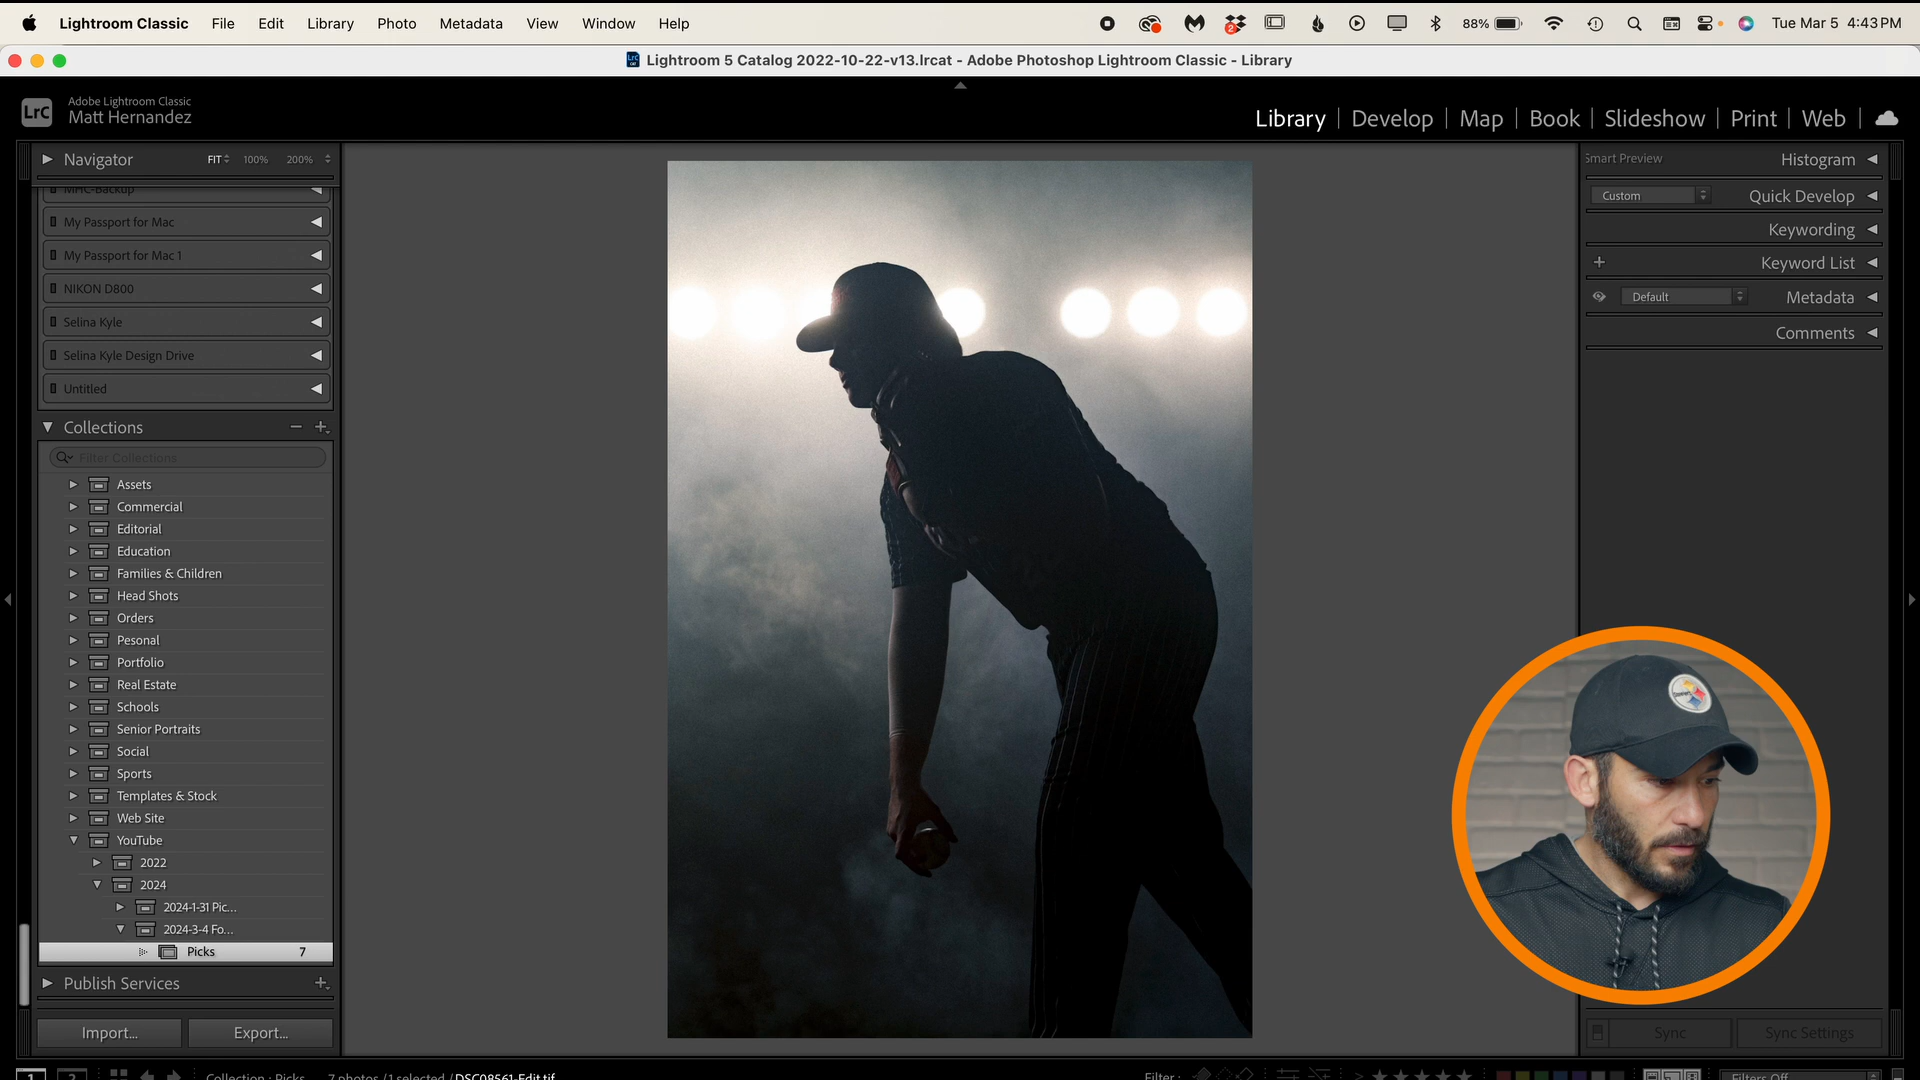 Lightroom Classic File Edit Library Photo Metadata View Window Help 2 88% Tue Mar 5 4:43 PM
Lightroom 5 Catalog 2022-10-22-v13.lrcat - Adobe Photoshop Lightroom Classic - Library
LrC Adobe Lightroom Classic
Matt Hernandez
Library | Develop | Map | Book | Slideshow | Print | Web
Navigator FIT 100% 200%
MHC-Backup
My Passport for Mac
My Passport for Mac 1
NIKON D800
Selina Kyle
Selina Kyle Design Drive
Untitled
Collections
Filter Collections
Assets
Commercial
Editorial
Education
Families & Children
Head Shots
Orders
Pesonal
Portfolio
Real Estate
Schools
Senior Portraits
Social
Sports
Templates & Stock
Web Site
YouTube
2022
2024
2024-1-31 Pic...
2024-3-4 Fo...
Picks 7
Publish Services
Import... Export...
Smart Preview Histogram
Custom Quick Develop
Keywording
Keyword List
Default Metadata
Comments
Sync Sync Settings
1 2 Collection : Picks 7 photos / 1 selected / DSC08561-Edit.tif Filter : Filters Off